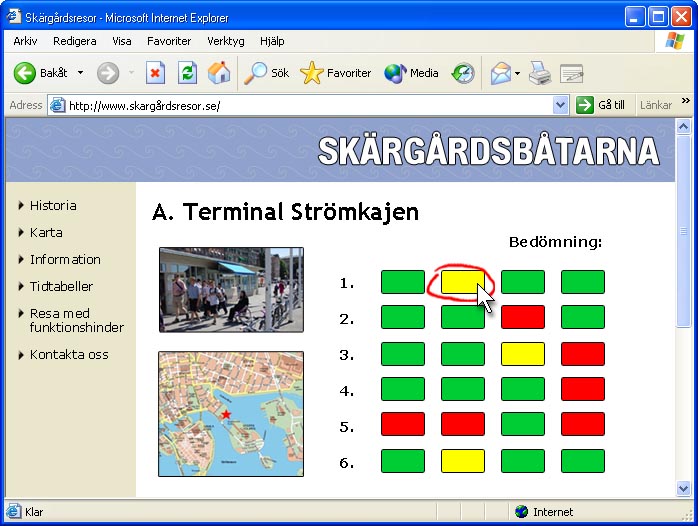 Skärgårdsresor - Microsoft Internet Explorer
Arkiv Redigera Visa Favoriter Verktyg Hjälp
Bakåt Sök Favoriter Media
Adress http://www.skargårdsresor.se/ Gå till Länkar »
SKÄRGÅRDSBÅTARNA
Historia
Karta
Information
Tidtabeller
Resa med
funktionshinder
Kontakta oss
A. Terminal Strömkajen
Bedömning:
1.
2.
3.
4.
5.
6.
Klar Internet